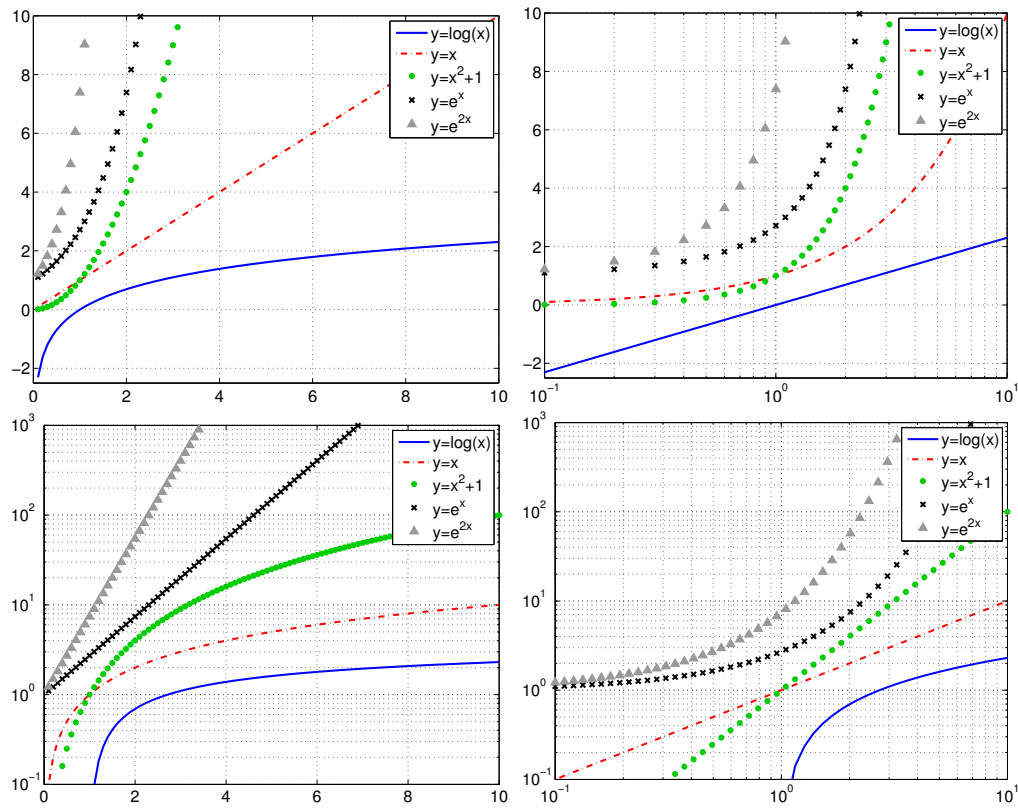 10
8
6
4
2
0
−2
0 2 4 6 8 10
y=log(x)
y=x
y=x²+1
y=eˣ
y=e²ˣ
10
8
6
4
2
0
−2
10⁻¹ 10⁰ 10¹
y=log(x)
y=x
y=x²+1
y=eˣ
y=e²ˣ
10³
10²
10¹
10⁰
10⁻¹
0 2 4 6 8 10
y=log(x)
y=x
y=x²+1
y=eˣ
y=e²ˣ
10³
10²
10¹
10⁰
10⁻¹
10⁻¹ 10⁰ 10¹
y=log(x)
y=x
y=x²+1
y=eˣ
y=e²ˣ